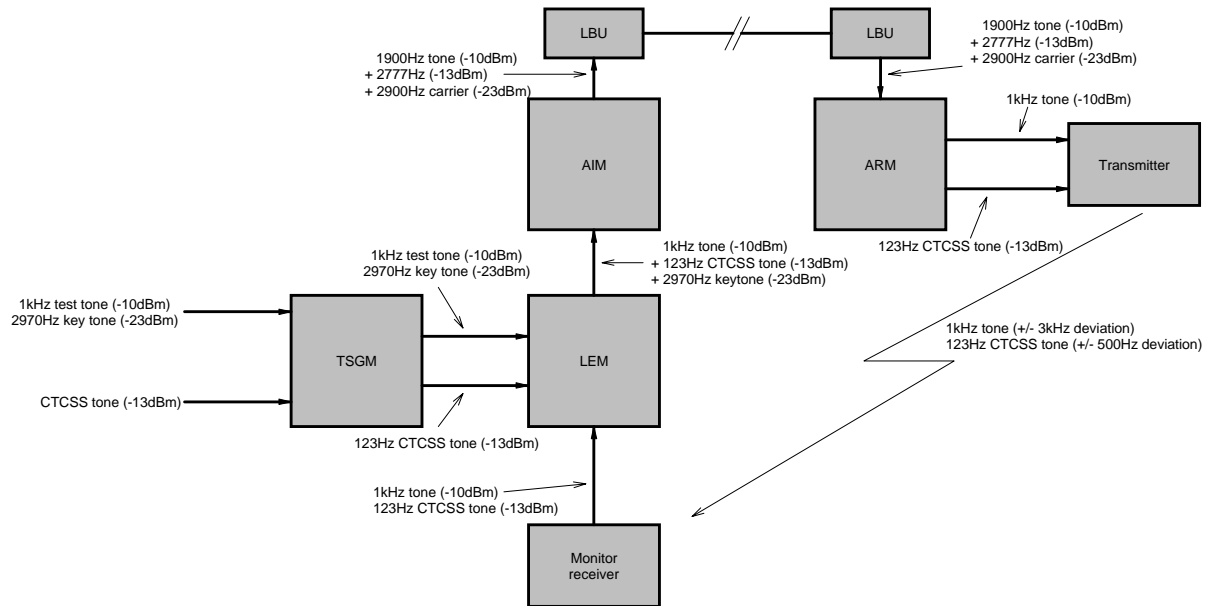 LBU
LBU
1900Hz tone (-10dBm)
+ 2777Hz (-13dBm)
+ 2900Hz carrier (-23dBm)
1900Hz tone (-10dBm)
+ 2777Hz (-13dBm)
+ 2900Hz carrier (-23dBm)
1kHz tone (-10dBm)
AIM
ARM
Transmitter
123Hz CTCSS tone (-13dBm)
1kHz test tone (-10dBm)
2970Hz key tone (-23dBm)
1kHz tone (-10dBm)
+ 123Hz CTCSS tone (-13dBm)
+ 2970Hz keytone (-23dBm)
1kHz test tone (-10dBm)
2970Hz key tone (-23dBm)
TSGM
LEM
1kHz tone (+/- 3kHz deviation)
123Hz CTCSS tone (+/- 500Hz deviation)
CTCSS tone (-13dBm)
123Hz CTCSS tone (-13dBm)
1kHz tone (-10dBm)
123Hz CTCSS tone (-13dBm)
Monitor
receiver